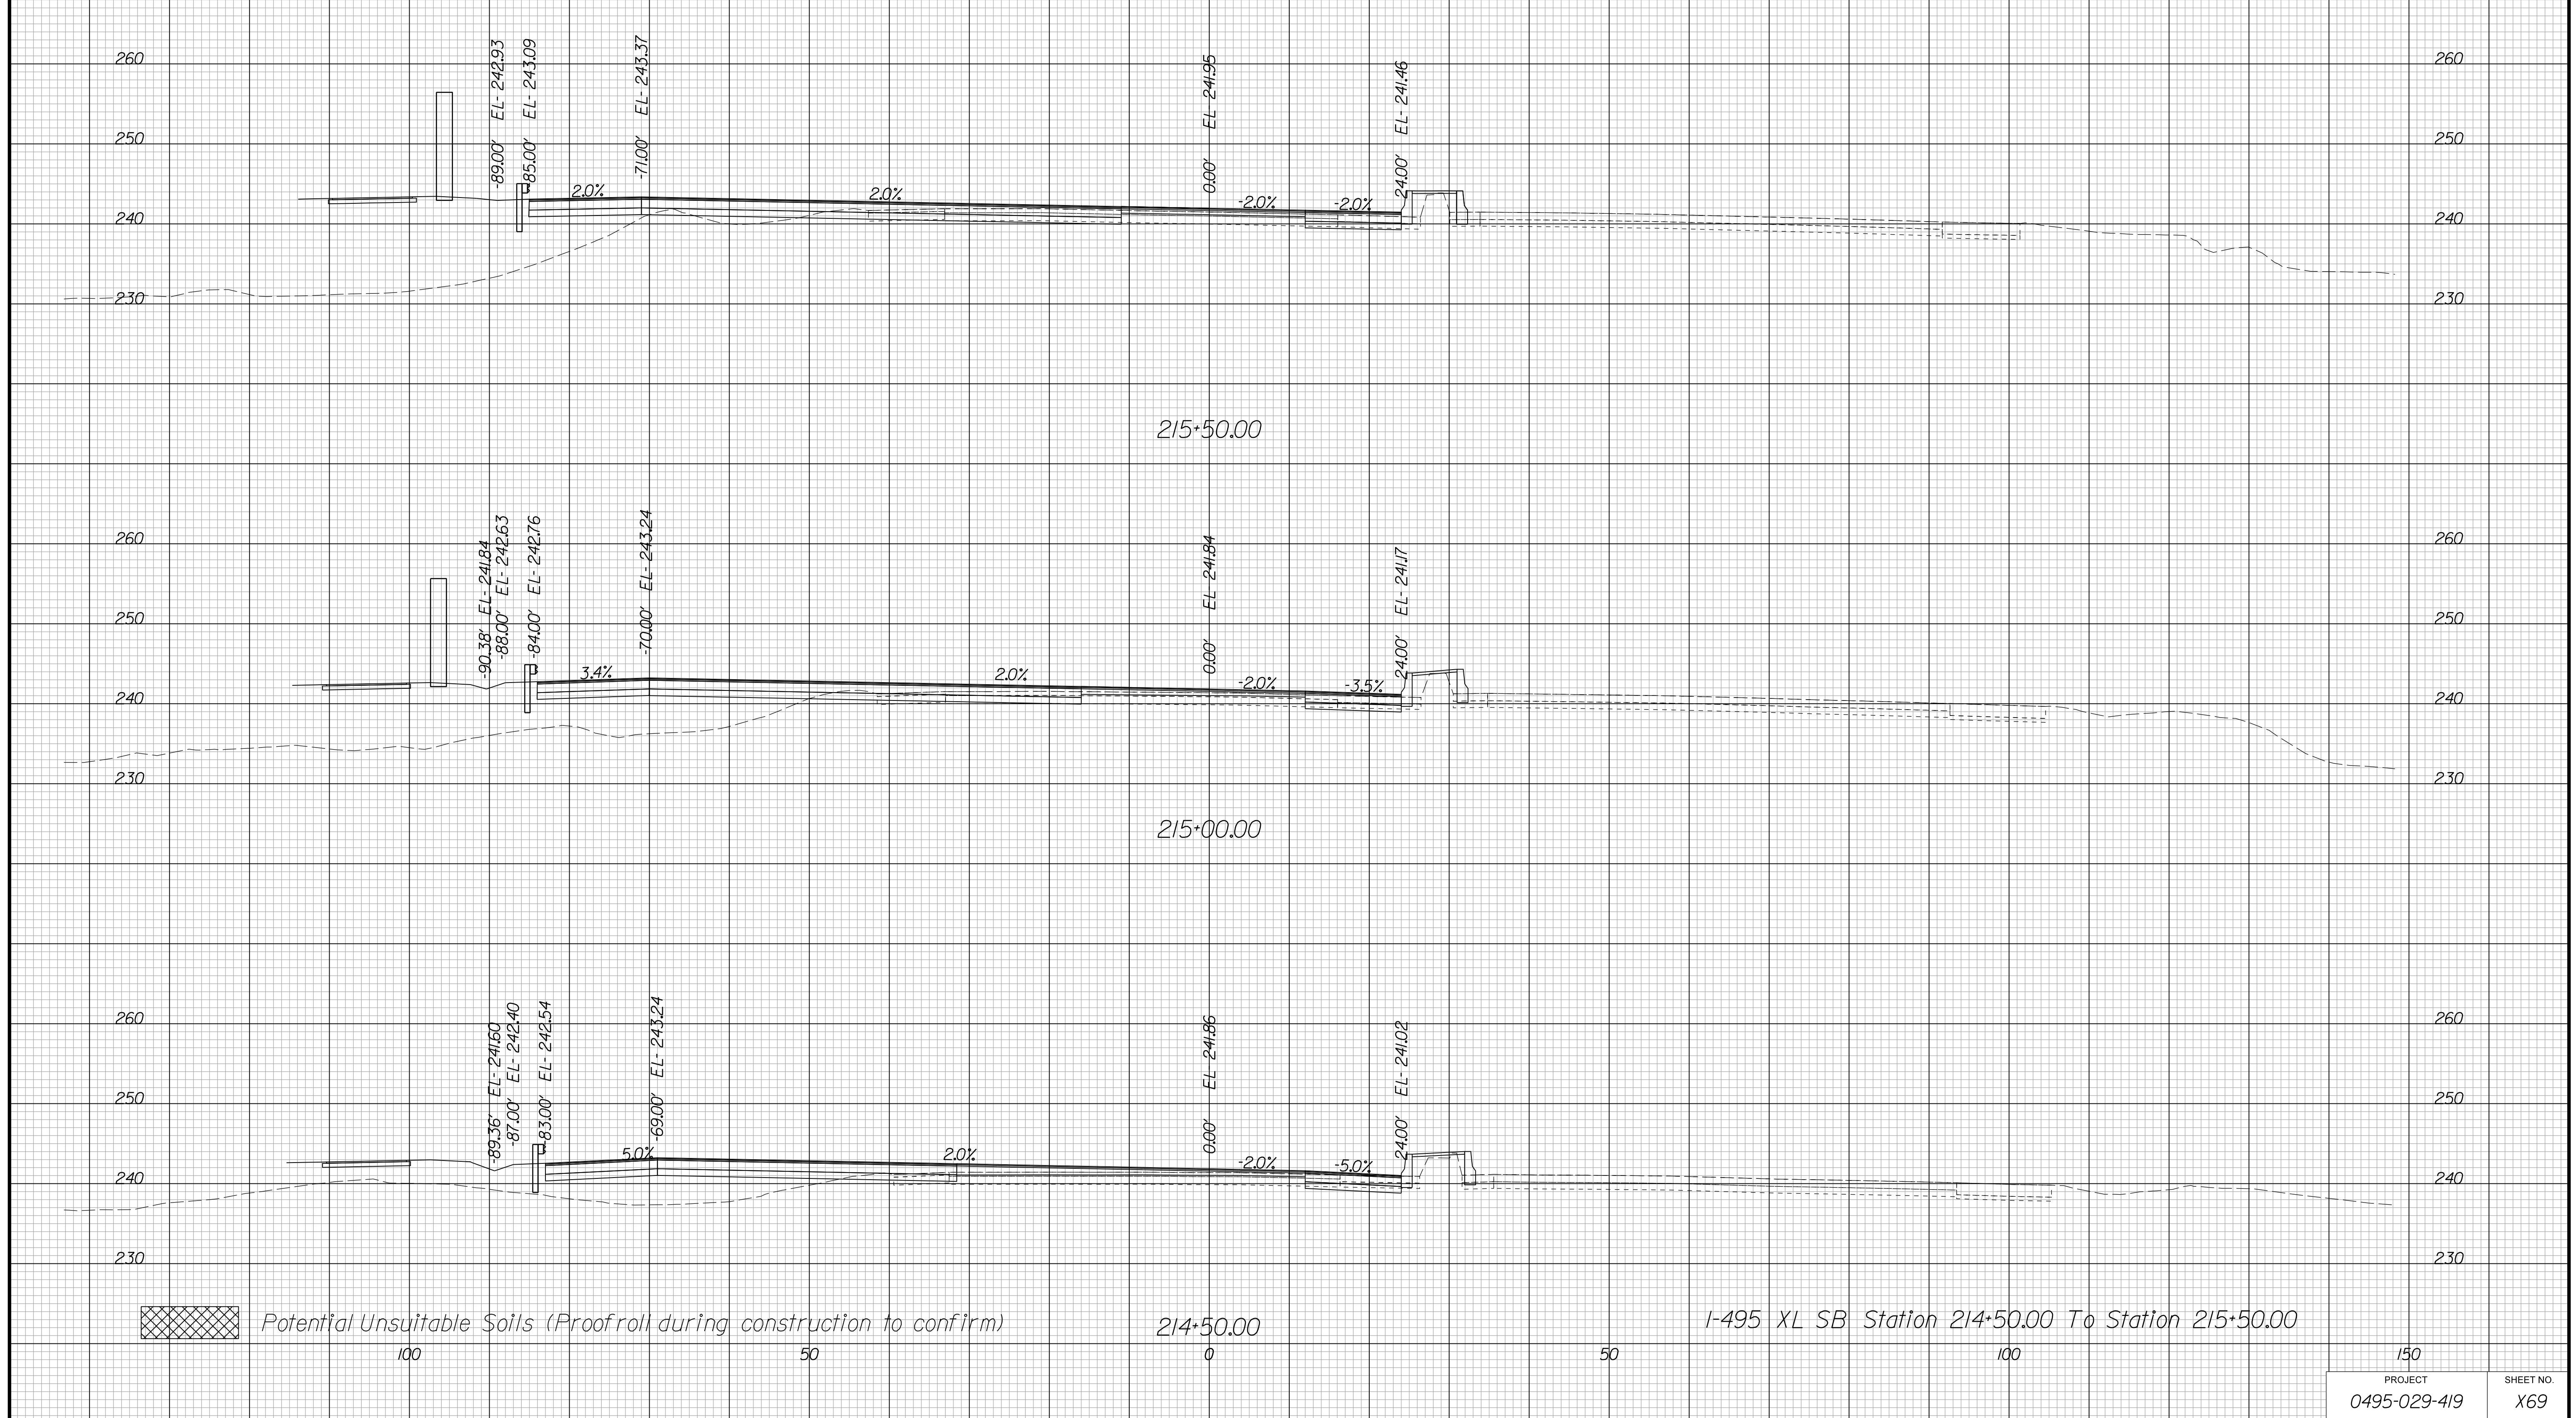 -89.00' EL- 242.93
-85.00' EL- 243.09
-71.00' EL- 243.37
0.00' EL- 241.95
24.00' EL- 241.46
260 260
250 250
2.0% 2.0% -2.0% -2.0%
240 240
230 230
215+50.00
-90.38' EL- 241.84
-88.00' EL- 242.63
-84.00' EL- 242.76
-70.00' EL- 243.24
0.00' EL- 241.84
24.00' EL- 241.17
260 260
250 250
3.4% 2.0% -2.0% -3.5%
240 240
230 230
215+00.00
-89.36' EL- 241.60
-87.00' EL- 242.40
-83.00' EL- 242.54
-69.00' EL- 243.24
0.00' EL- 241.86
24.00' EL- 241.02
260 260
250 250
5.0% 2.0% -2.0% -5.0%
240 240
230 230
Potential Unsuitable Soils (Proofroll during construction to confirm)
214+50.00
I-495 XL SB Station 214+50.00 To Station 215+50.00
100 50 0 50 100 150
PROJECT SHEET NO.
0495-029-419 X69